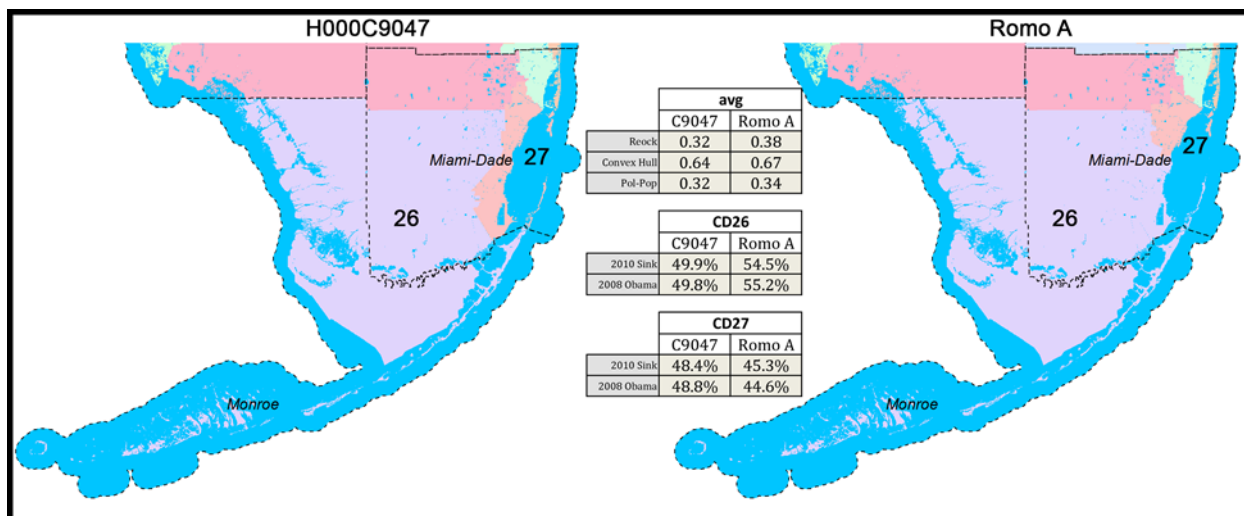 H000C9047
Romo A
avg
C9047 Romo A
Reock 0.32 0.38
Convex Hull 0.64 0.67
Pol-Pop 0.32 0.34
CD26
C9047 Romo A
2010 Sink 49.9% 54.5%
2008 Obama 49.8% 55.2%
CD27
C9047 Romo A
2010 Sink 48.4% 45.3%
2008 Obama 48.8% 44.6%
Miami-Dade
27
26
Monroe
27
Miami-Dade
26
Monroe